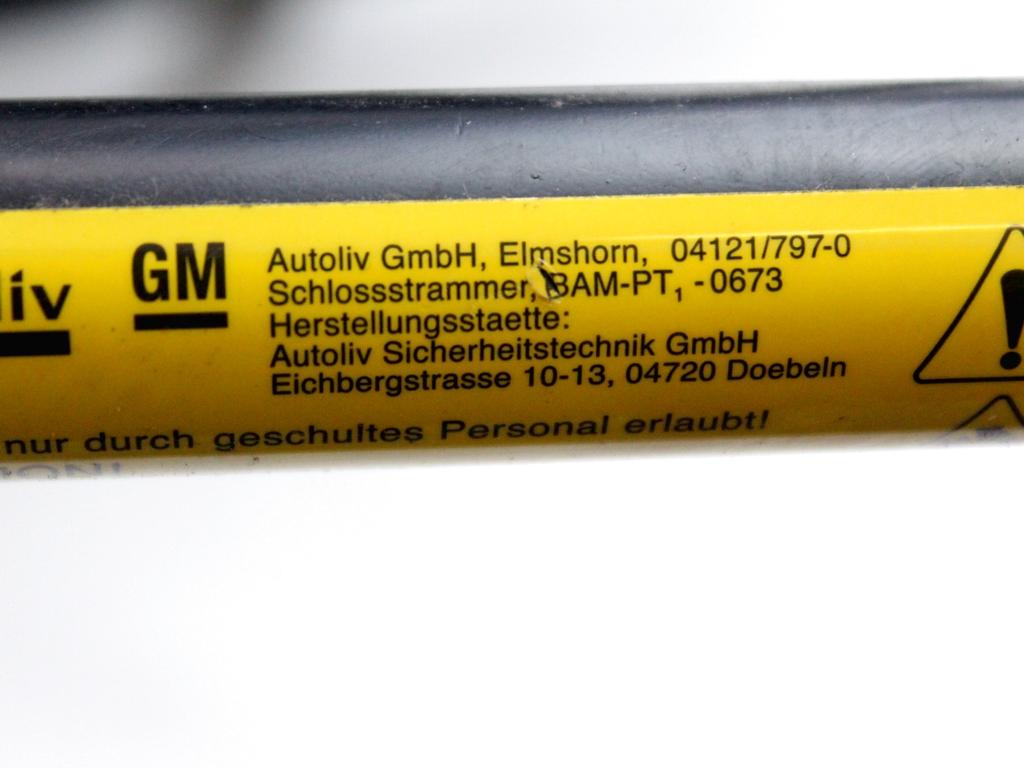 liv
GM
Autoliv GmbH, Elmshorn, 04121/797-0
Schlossstrammer, BAM-PT₁ -0673
Herstellungsstaette:
Autoliv Sicherheitstechnik GmbH
Eichbergstrasse 10-13, 04720 Doebeln
nur durch geschultes Personal erlaubt!